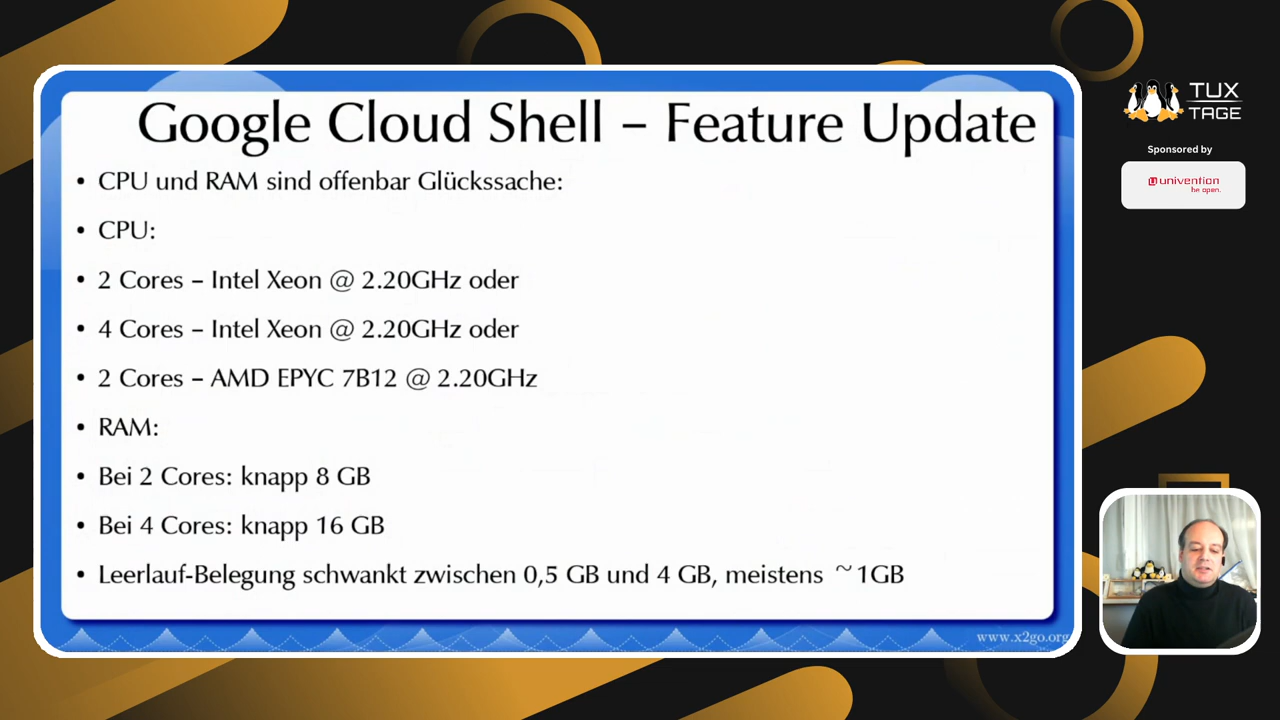 Google Cloud Shell – Feature Update
• CPU und RAM sind offenbar Glückssache:
• CPU:
• 2 Cores – Intel Xeon @ 2.20GHz oder
• 4 Cores – Intel Xeon @ 2.20GHz oder
• 2 Cores – AMD EPYC 7B12 @ 2.20GHz
• RAM:
• Bei 2 Cores: knapp 8 GB
• Bei 4 Cores: knapp 16 GB
• Leerlauf-Belegung schwankt zwischen 0,5 GB und 4 GB, meistens ~1GB
www.x2go.org
TUX
TAGE
Sponsored by
univention
be open.